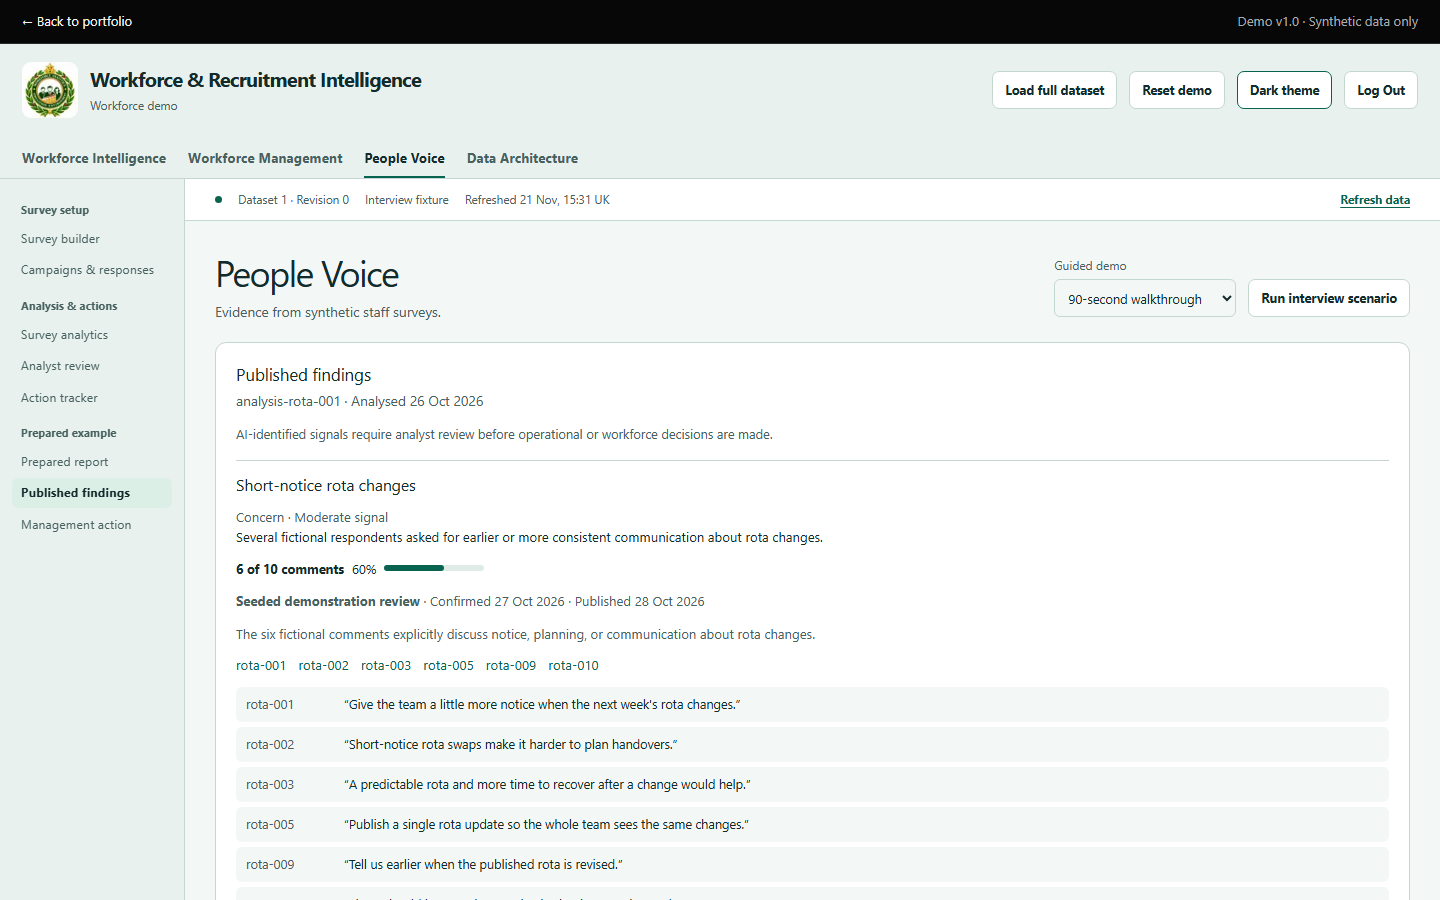 ← Back to portfolio
Demo v1.0 · Synthetic data only
Workforce & Recruitment Intelligence
Workforce demo
Load full dataset
Reset demo
Dark theme
Log Out
Workforce Intelligence
Workforce Management
People Voice
Data Architecture
Survey setup
Survey builder
Campaigns & responses
Analysis & actions
Survey analytics
Analyst review
Action tracker
Prepared example
Prepared report
Published findings
Management action
Dataset 1 · Revision 0
Interview fixture
Refreshed 21 Nov, 15:31 UK
Refresh data
People Voice
Evidence from synthetic staff surveys.
Guided demo
90-second walkthrough
Run interview scenario
Published findings
analysis-rota-001 · Analysed 26 Oct 2026
AI-identified signals require analyst review before operational or workforce decisions are made.
Short-notice rota changes
Concern · Moderate signal
Several fictional respondents asked for earlier or more consistent communication about rota changes.
6 of 10 comments 60%
Seeded demonstration review · Confirmed 27 Oct 2026 · Published 28 Oct 2026
The six fictional comments explicitly discuss notice, planning, or communication about rota changes.
rota-001 rota-002 rota-003 rota-005 rota-009 rota-010
rota-001 “Give the team a little more notice when the next week's rota changes.”
rota-002 “Short-notice rota swaps make it harder to plan handovers.”
rota-003 “A predictable rota and more time to recover after a change would help.”
rota-005 “Publish a single rota update so the whole team sees the same changes.”
rota-009 “Tell us earlier when the published rota is revised.”